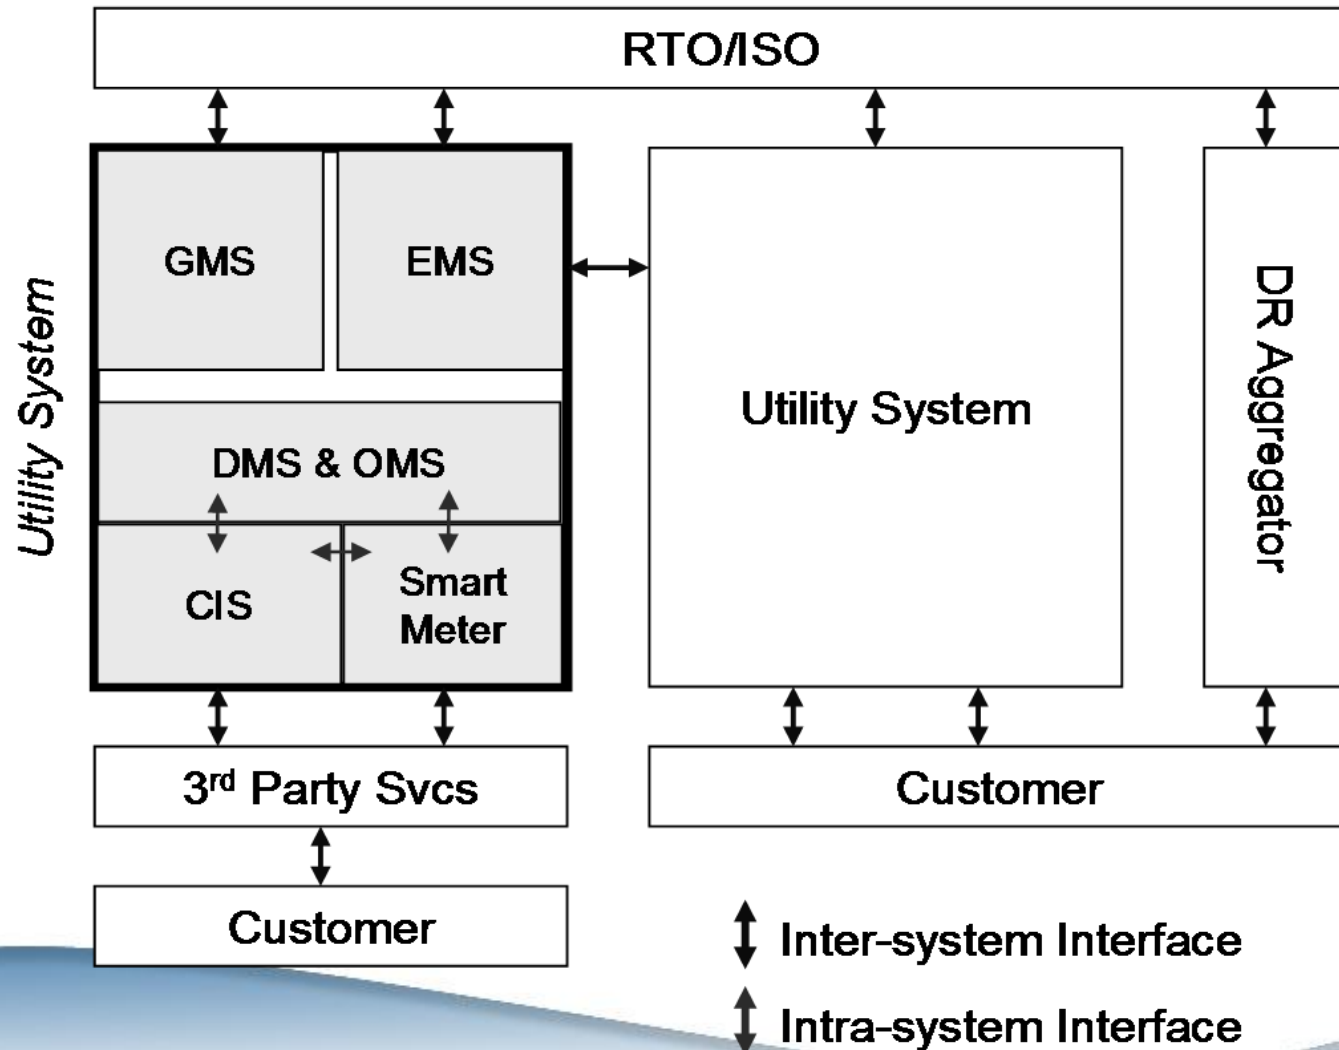 RTO/ISO
Utility System
GMS
EMS
DMS & OMS
CIS
Smart
Meter
Utility System
DR Aggregator
3rd Party Svcs
Customer
Customer
Inter-system Interface
Intra-system Interface